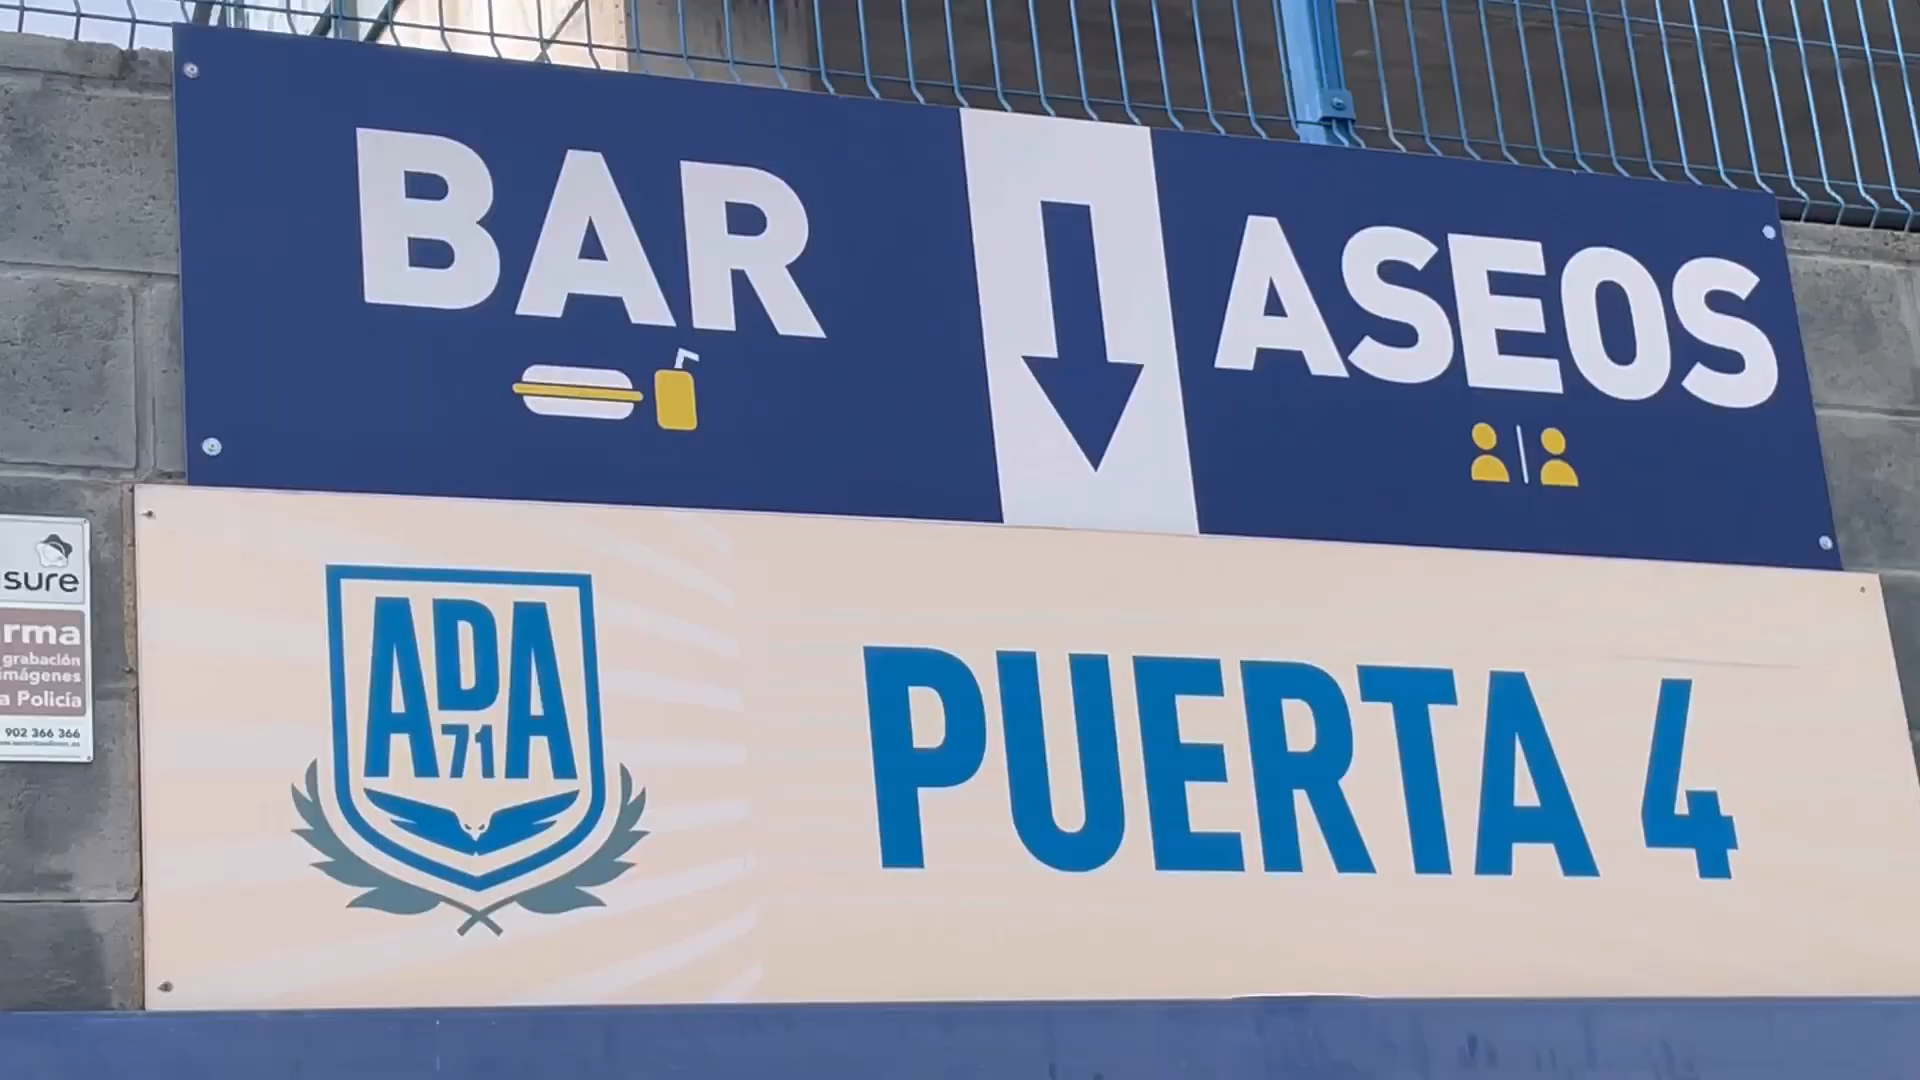 BAR
ASEOS
ADA
71
PUERTA 4
sure
rma
grabación
imágenes
a Policía
902 366 366